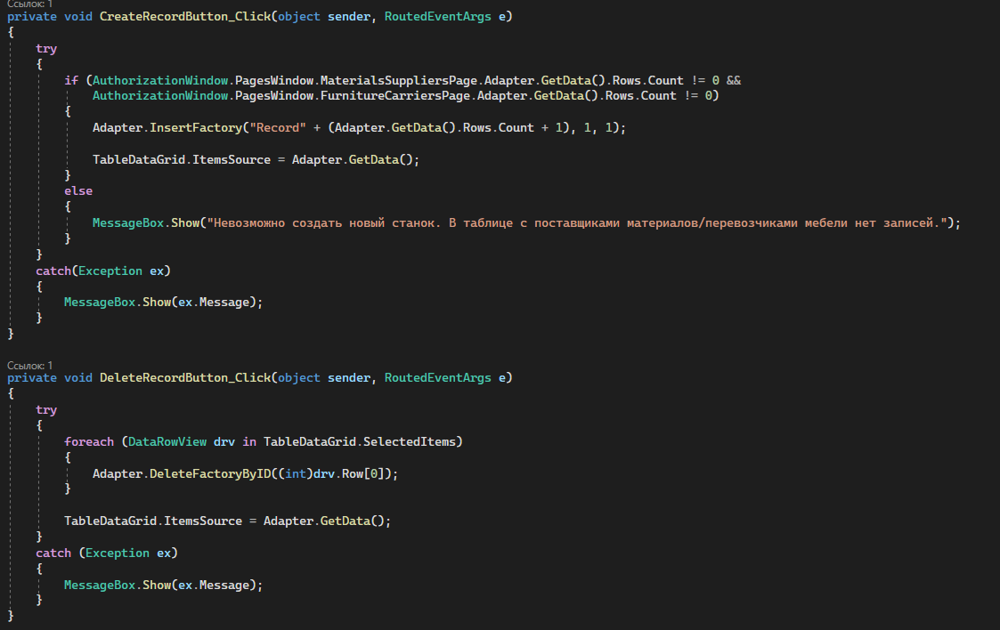 Ссылок: 1
private void CreateRecordButton_Click(object sender, RoutedEventArgs e)
{
    try
    {
        if (AuthorizationWindow.PagesWindow.MaterialsSuppliersPage.Adapter.GetData().Rows.Count != 0 &&
            AuthorizationWindow.PagesWindow.FurnitureCarriersPage.Adapter.GetData().Rows.Count != 0)
        {
            Adapter.InsertFactory("Record" + (Adapter.GetData().Rows.Count + 1), 1, 1);

            TableDataGrid.ItemsSource = Adapter.GetData();
        }
        else
        {
            MessageBox.Show("Невозможно создать новый станок. В таблице с поставщиками материалов/перевозчиками мебели нет записей.");
        }
    }
    catch(Exception ex)
    {
        MessageBox.Show(ex.Message);
    }
}

Ссылок: 1
private void DeleteRecordButton_Click(object sender, RoutedEventArgs e)
{
    try
    {
        foreach (DataRowView drv in TableDataGrid.SelectedItems)
        {
            Adapter.DeleteFactoryByID((int)drv.Row[0]);
        }

        TableDataGrid.ItemsSource = Adapter.GetData();
    }
    catch (Exception ex)
    {
        MessageBox.Show(ex.Message);
    }
}